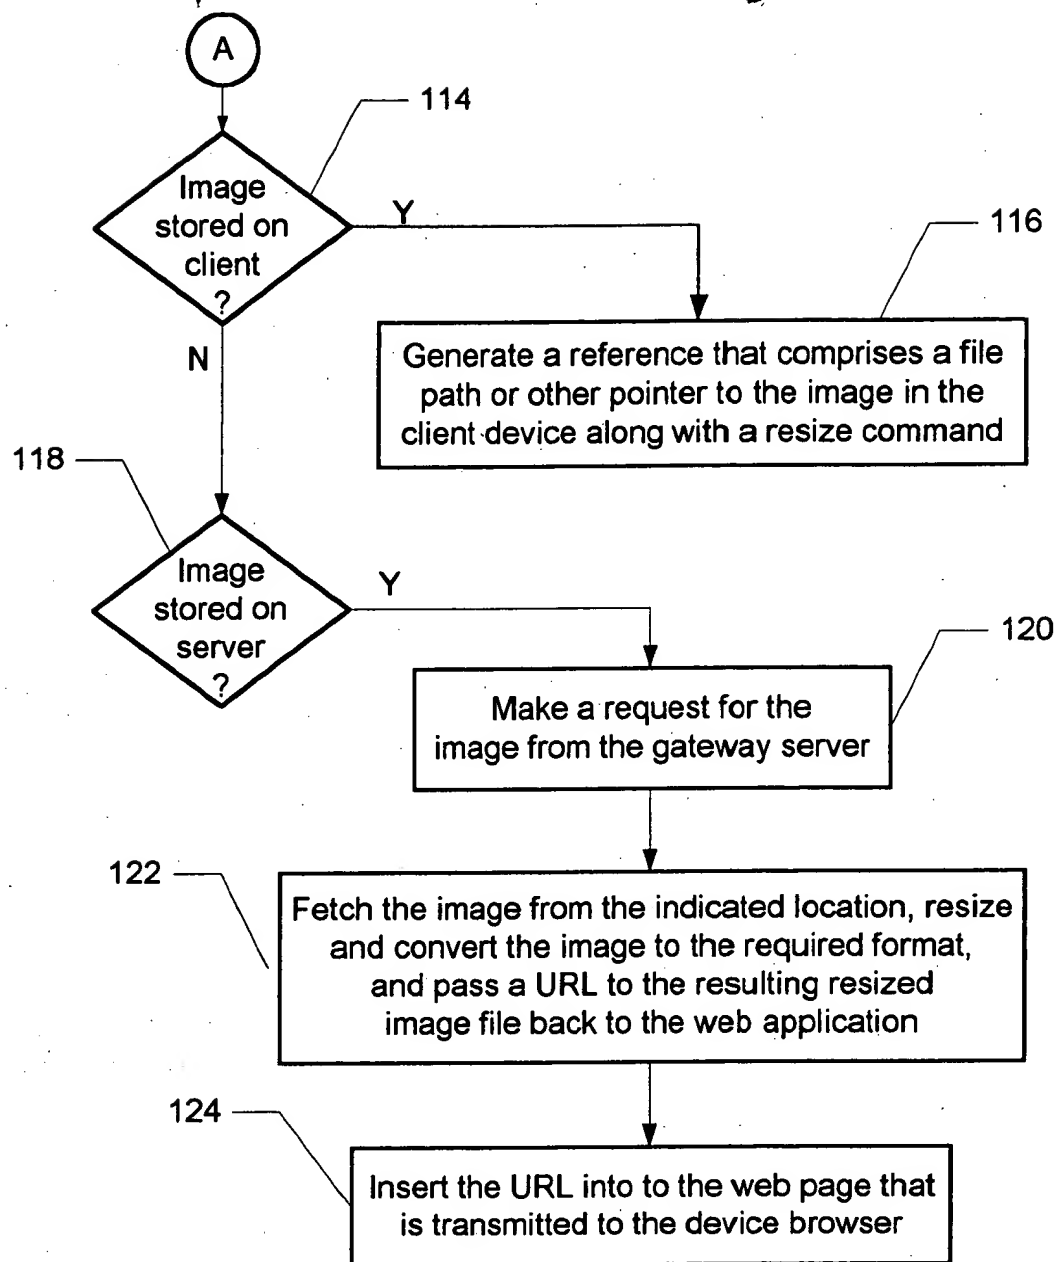 A
114
Image
stored on
client
?
Y
N
116
Generate a reference that comprises a file
path or other pointer to the image in the
client device along with a resize command
118
Image
stored on
server
?
Y
120
Make a request for the
image from the gateway server
122
Fetch the image from the indicated location, resize
and convert the image to the required format,
and pass a URL to the resulting resized
image file back to the web application
124
Insert the URL into to the web page that
is transmitted to the device browser